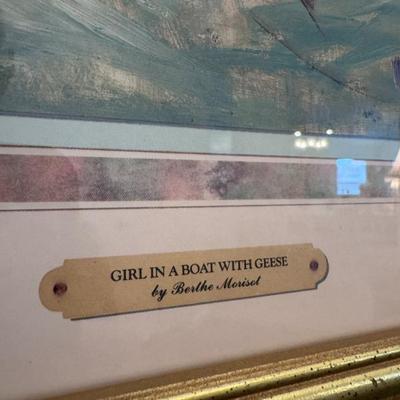 GIRL IN A BOAT WITH GEESE
by Berthe Morisot